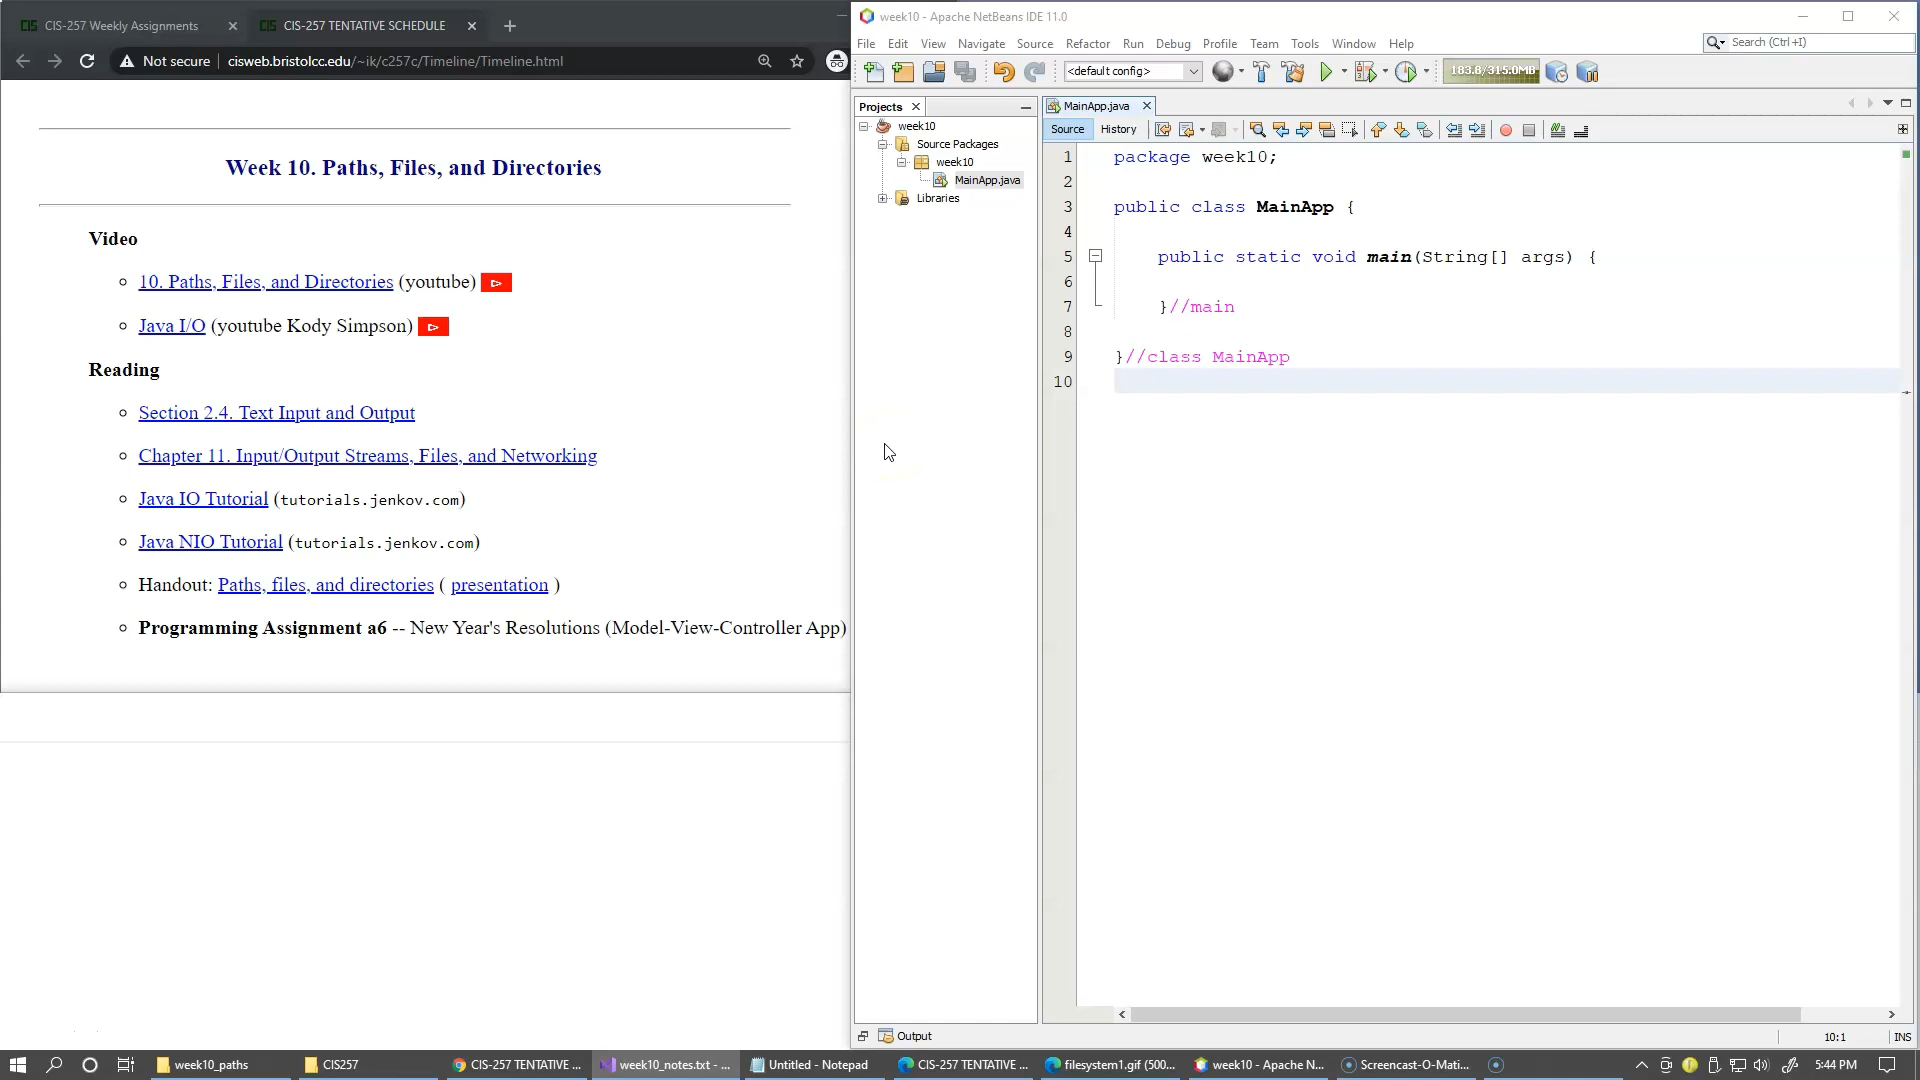 CIS-257 Weekly Assignments
CIS-257 TENTATIVE SCHEDULE
Not secure
cisweb.bristolcc.edu/~ik/c257c/Timeline/Timeline.html
Week 10. Paths, Files, and Directories
Video
10. Paths, Files, and Directories (youtube)
Java I/O (youtube Kody Simpson)
Reading
Section 2.4. Text Input and Output
Chapter 11. Input/Output Streams, Files, and Networking
Java IO Tutorial (tutorials.jenkov.com)
Java NIO Tutorial (tutorials.jenkov.com)
Handout: Paths, files, and directories ( presentation )
Programming Assignment a6 -- New Year's Resolutions (Model-View-Controller App)
week10 - Apache NetBeans IDE 11.0
File Edit View Navigate Source Refactor Run Debug Profile Team Tools Window Help
Search (Ctrl+I)
<default config>
183.8/315.0MB
Projects
week10
Source Packages
week10
MainApp.java
Libraries
MainApp.java
Source History
1 package week10;
2
3 public class MainApp {
4
5 public static void main(String[] args) {
6
7 }//main
8
9 }//class MainApp
10
Output
10:1 INS
week10_paths
CIS257
CIS-257 TENTATIVE ...
week10_notes.txt - ...
Untitled - Notepad
CIS-257 TENTATIVE ...
filesystem1.gif (500...
week10 - Apache N...
Screencast-O-Mati...
5:44 PM